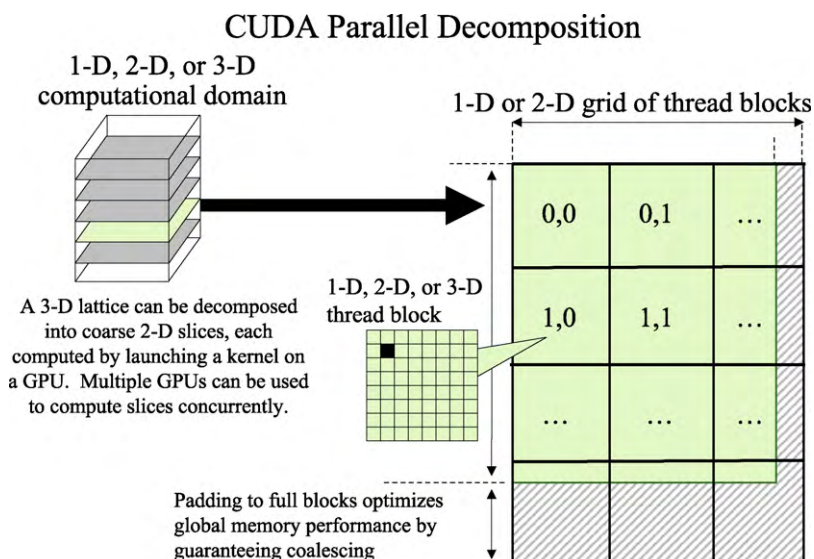 CUDA Parallel Decomposition
1-D, 2-D, or 3-D
computational domain
1-D or 2-D grid of thread blocks
0,0
0,1
…
1,0
1,1
…
…
…
…
A 3-D lattice can be decomposed
into coarse 2-D slices, each
computed by launching a kernel on
a GPU.  Multiple GPUs can be used
to compute slices concurrently.
1-D, 2-D, or 3-D
thread block
Padding to full blocks optimizes
global memory performance by
guaranteeing coalescing